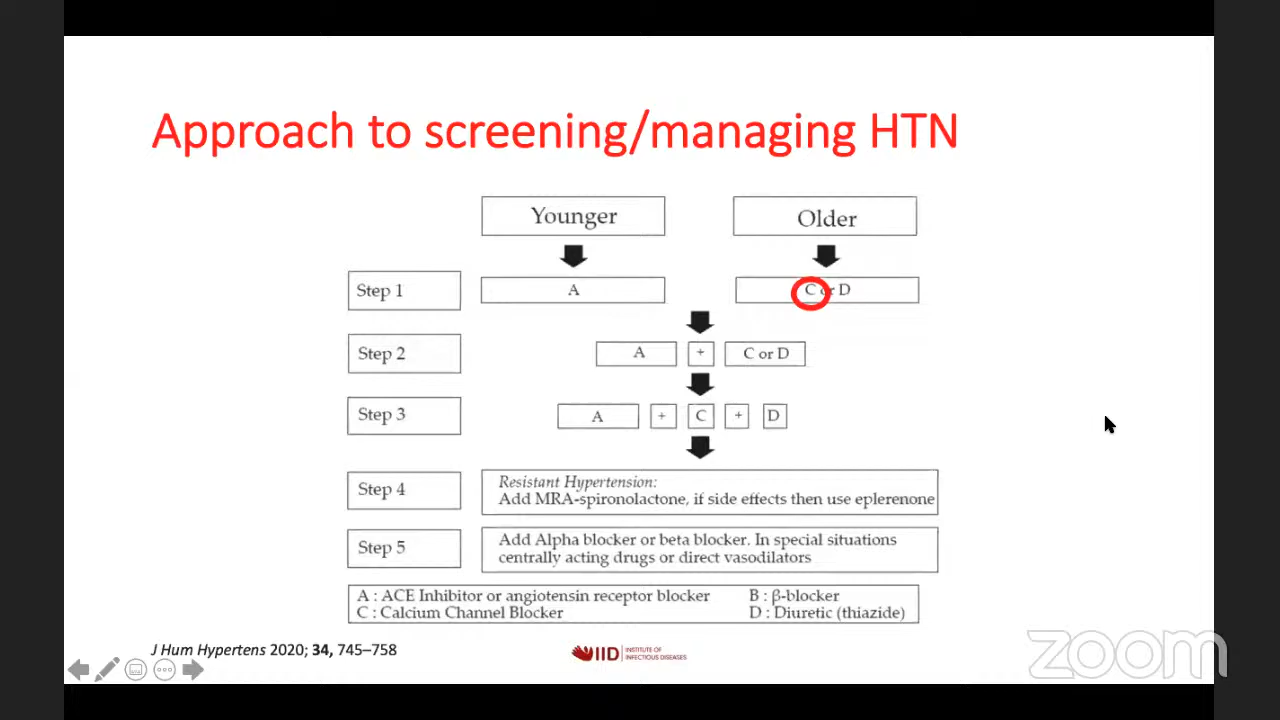 Approach to screening/managing HTN
Younger
Older
Step 1
A
C or D
Step 2
A
+
C or D
Step 3
A
+
C
+
D
Step 4
Resistant Hypertension:
Add MRA-spironolactone, if side effects then use eplerenone
Step 5
Add Alpha blocker or beta blocker. In special situations
centrally acting drugs or direct vasodilators
A : ACE Inhibitor or angiotensin receptor blocker
B : β-blocker
C : Calcium Channel Blocker
D : Diuretic (thiazide)
J Hum Hypertens 2020; 34, 745–758
IID
INSTITUTE OF
INFECTIOUS DISEASES
zoom